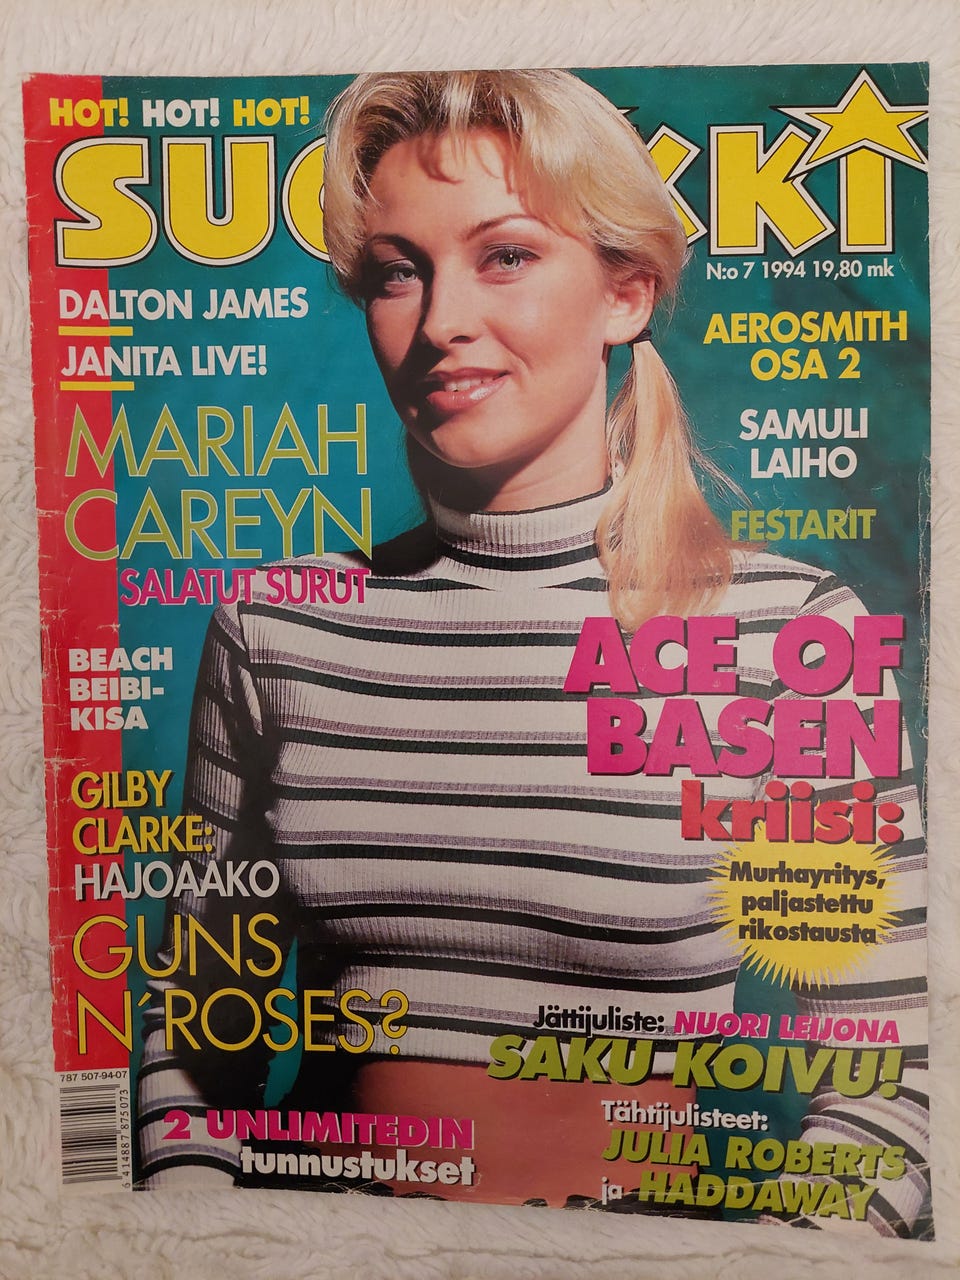 HOT! HOT! HOT!
SUOSIKKI
N:o 7 1994 19,80 mk
DALTON JAMES
JANITA LIVE!
MARIAH
CAREYN
SALATUT SURUT
BEACH
BEIBI-
KISA
GILBY
CLARKE:
HAJOAAKO
GUNS
N´ROSES?
787 507-94-07
6 414887 875073
2 UNLIMITEDIN
tunnustukset
AEROSMITH
OSA 2
SAMULI
LAIHO
FESTARIT
ACE OF
BASEN
kriisi:
Murhayritys,
paljastettu
rikostausta
Jättijuliste: NUORI LEIJONA
SAKU KOIVU!
Tähtijulisteet:
JULIA ROBERTS
ja HADDAWAY